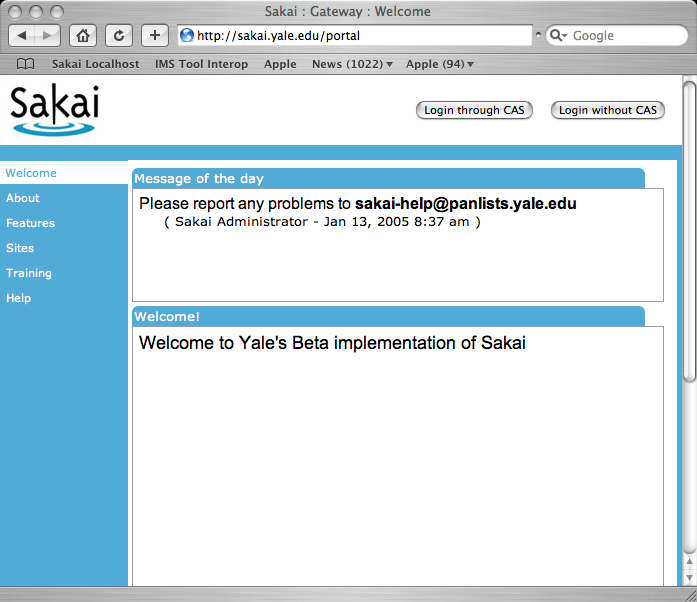 Sakai : Gateway : Welcome
http://sakai.yale.edu/portal
Google
Sakai Localhost IMS Tool Interop Apple News (1022) Apple (94)
Sakai
Login through CAS Login without CAS
Welcome
About
Features
Sites
Training
Help
Message of the day
Please report any problems to sakai-help@panlists.yale.edu
( Sakai Administrator - Jan 13, 2005 8:37 am )
Welcome!
Welcome to Yale's Beta implementation of Sakai